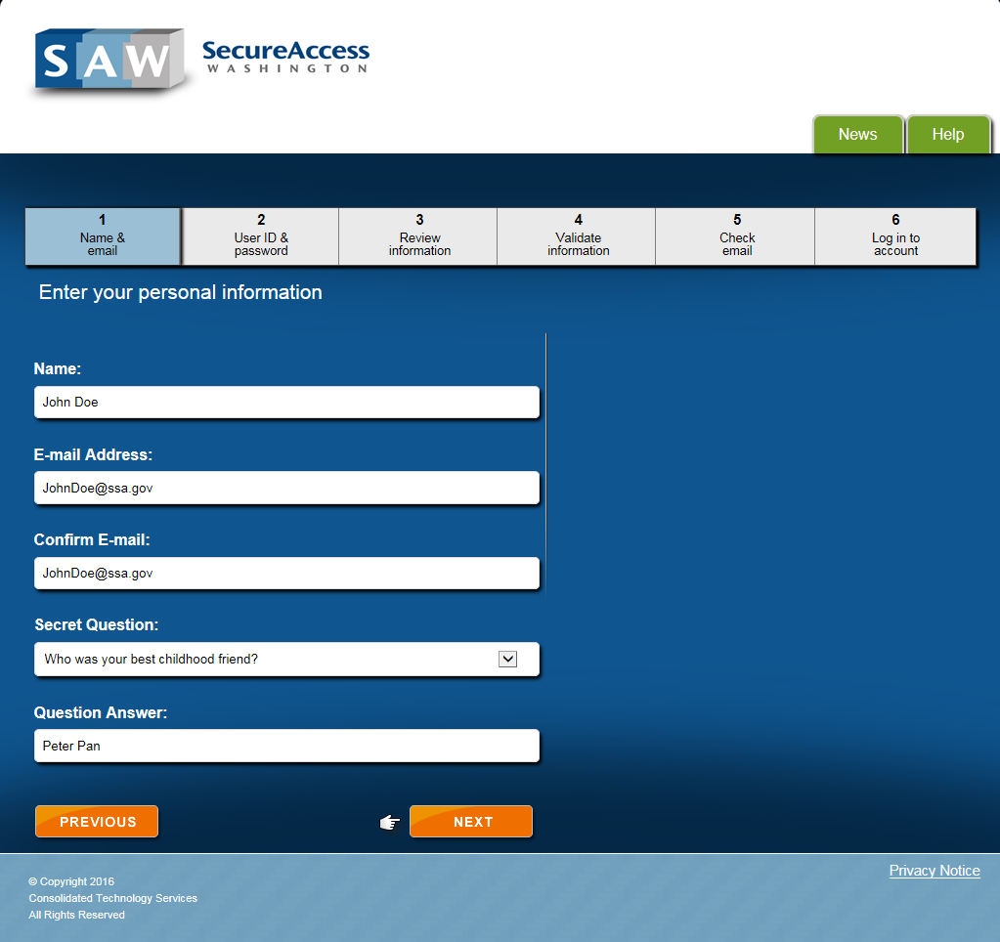 SAW
SecureAccess
WASHINGTON
News
Help
1
Name &
email
2
User ID &
password
3
Review
information
4
Validate
information
5
Check
email
6
Log in to
account
Enter your personal information
Name:
John Doe
E-mail Address:
JohnDoe@ssa.gov
Confirm E-mail:
JohnDoe@ssa.gov
Secret Question:
Who was your best childhood friend?
Question Answer:
Peter Pan
PREVIOUS
NEXT
Privacy Notice
© Copyright 2016
Consolidated Technology Services
All Rights Reserved